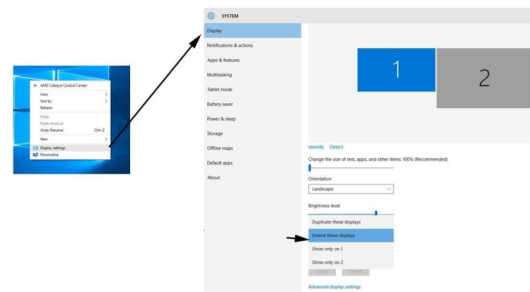 AMD Catalyst Control Center
View
Sort by
Refresh
Paste
Paste shortcut
Undo Rename Ctrl+Z
New
Display settings
Personalize
SYSTEM
Display
Notifications & actions
Apps & features
Multitasking
Tablet mode
Battery saver
Power & sleep
Storage
Offline maps
Default apps
About
1
2
Identify Detect
Change the size of text, apps, and other items: 100% (Recommended)
Orientation
Landscape
Brightness level
Duplicate these displays
Extend these displays
Show only on 1
Show only on 2
Apply Cancel
Advanced display settings